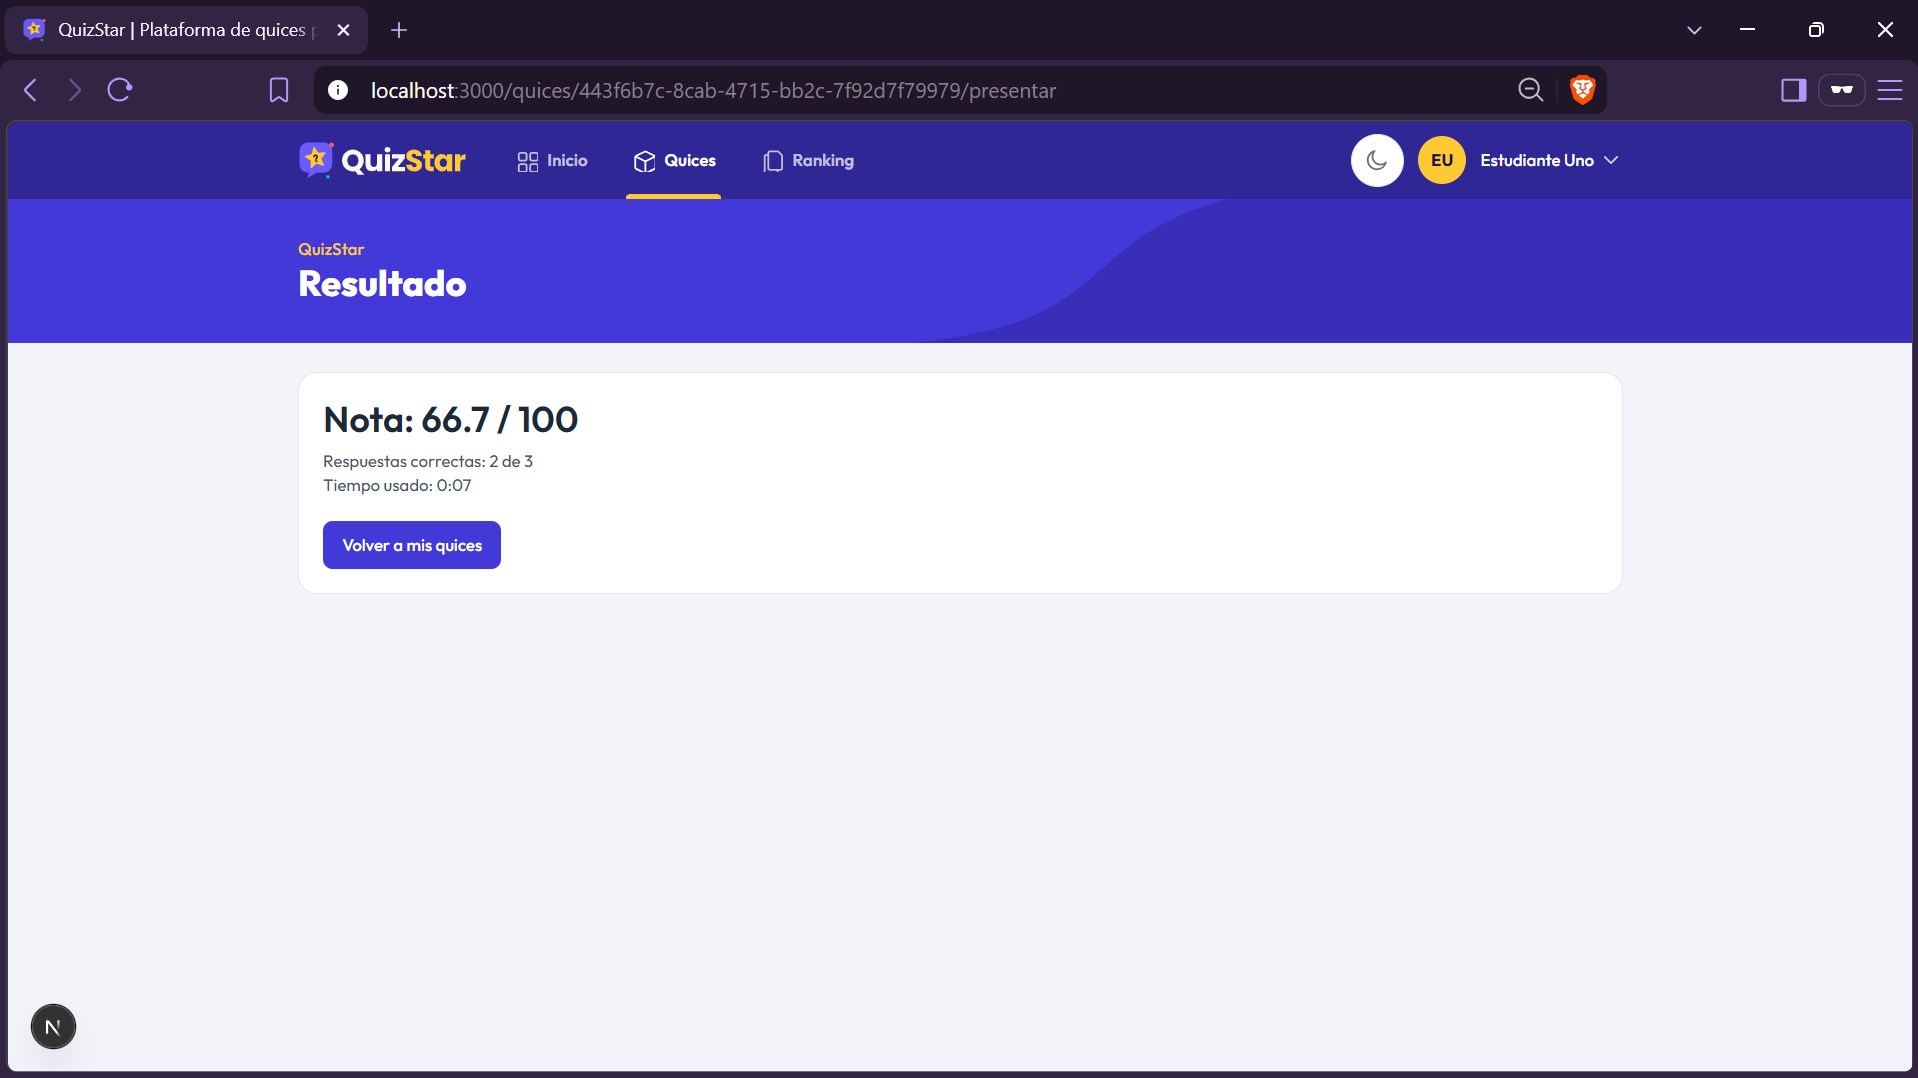 QuizStar | Plataforma de quices p
localhost:3000/quices/443f6b7c-8cab-4715-bb2c-7f92d7f79979/presentar
QuizStar
Inicio
Quices
Ranking
EU
Estudiante Uno
QuizStar
Resultado
Nota: 66.7 / 100
Respuestas correctas: 2 de 3
Tiempo usado: 0:07
Volver a mis quices
N